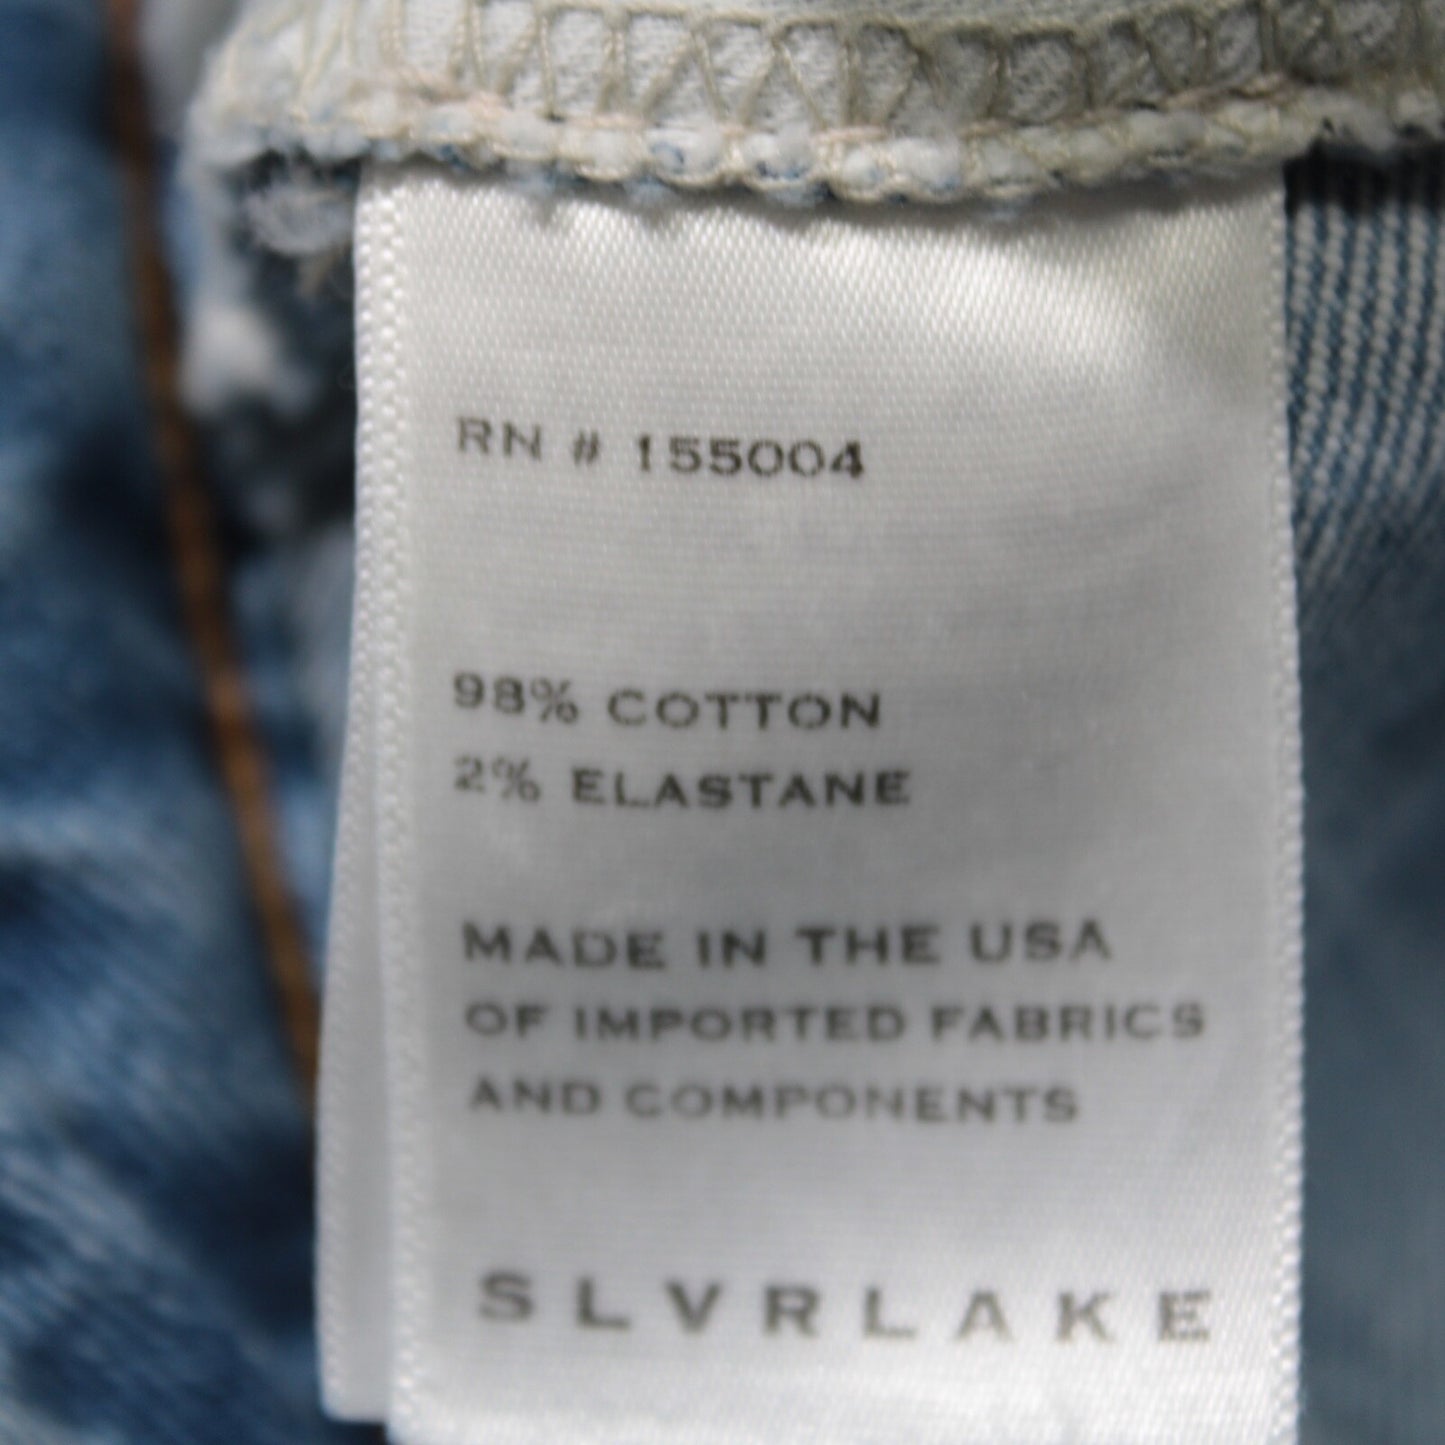 RN # 155004
98% COTTON
2% ELASTANE
MADE IN THE USA
OF IMPORTED FABRICS
AND COMPONENTS
SLVRLAKE